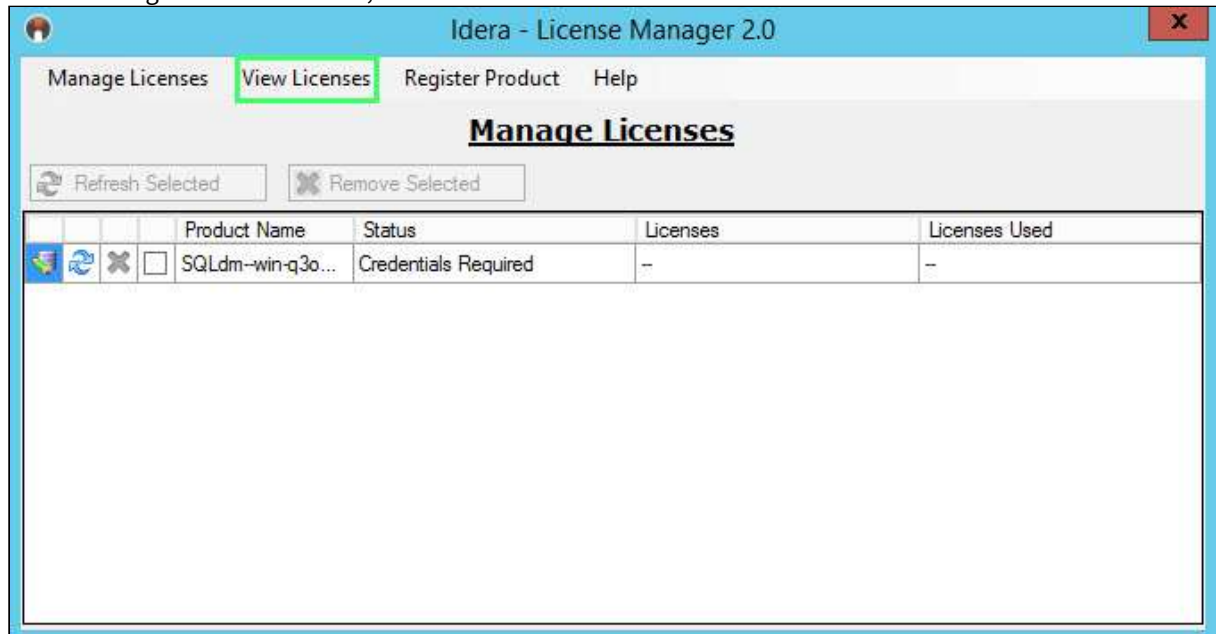 Idera - License Manager 2.0
X
Manage Licenses View Licenses Register Product Help
Manage Licenses
Refresh Selected Remove Selected
Product Name Status Licenses Licenses Used
SQLdm--win-q3o... Credentials Required -- --